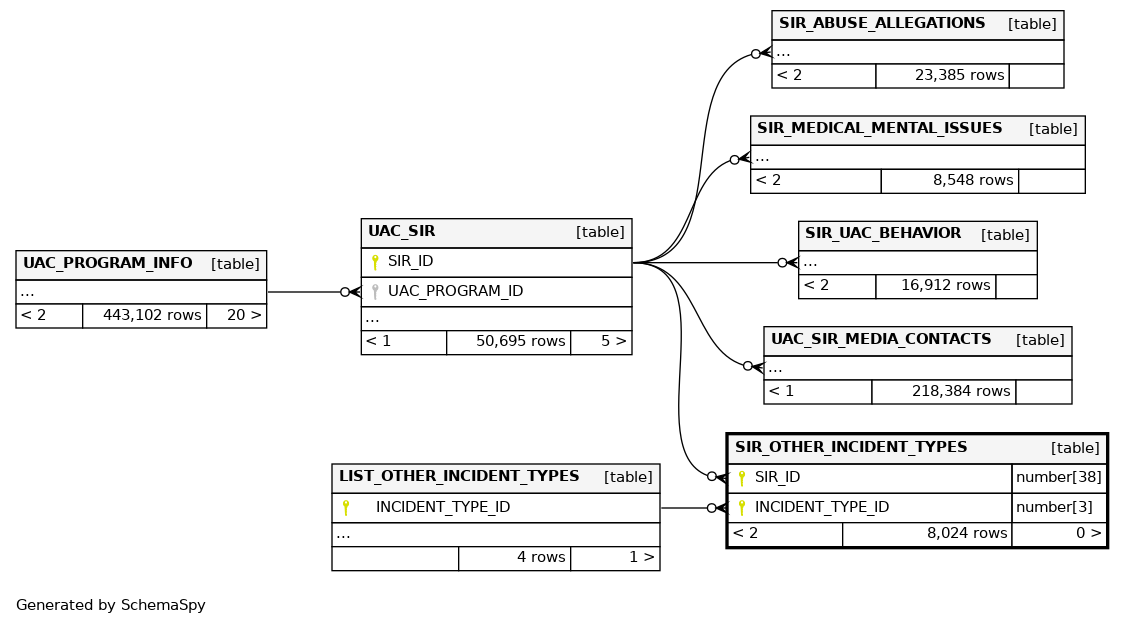 SIR_ABUSE_ALLEGATIONS [table]
...
< 2 23,385 rows
SIR_MEDICAL_MENTAL_ISSUES [table]
...
< 2 8,548 rows
SIR_UAC_BEHAVIOR [table]
...
< 2 16,912 rows
UAC_SIR [table]
SIR_ID
UAC_PROGRAM_ID
...
< 1 50,695 rows 5 >
UAC_PROGRAM_INFO [table]
...
< 2 443,102 rows 20 >
UAC_SIR_MEDIA_CONTACTS [table]
...
< 1 218,384 rows
SIR_OTHER_INCIDENT_TYPES [table]
SIR_ID number[38]
INCIDENT_TYPE_ID number[3]
< 2 8,024 rows 0 >
LIST_OTHER_INCIDENT_TYPES [table]
INCIDENT_TYPE_ID
...
4 rows 1 >
Generated by SchemaSpy